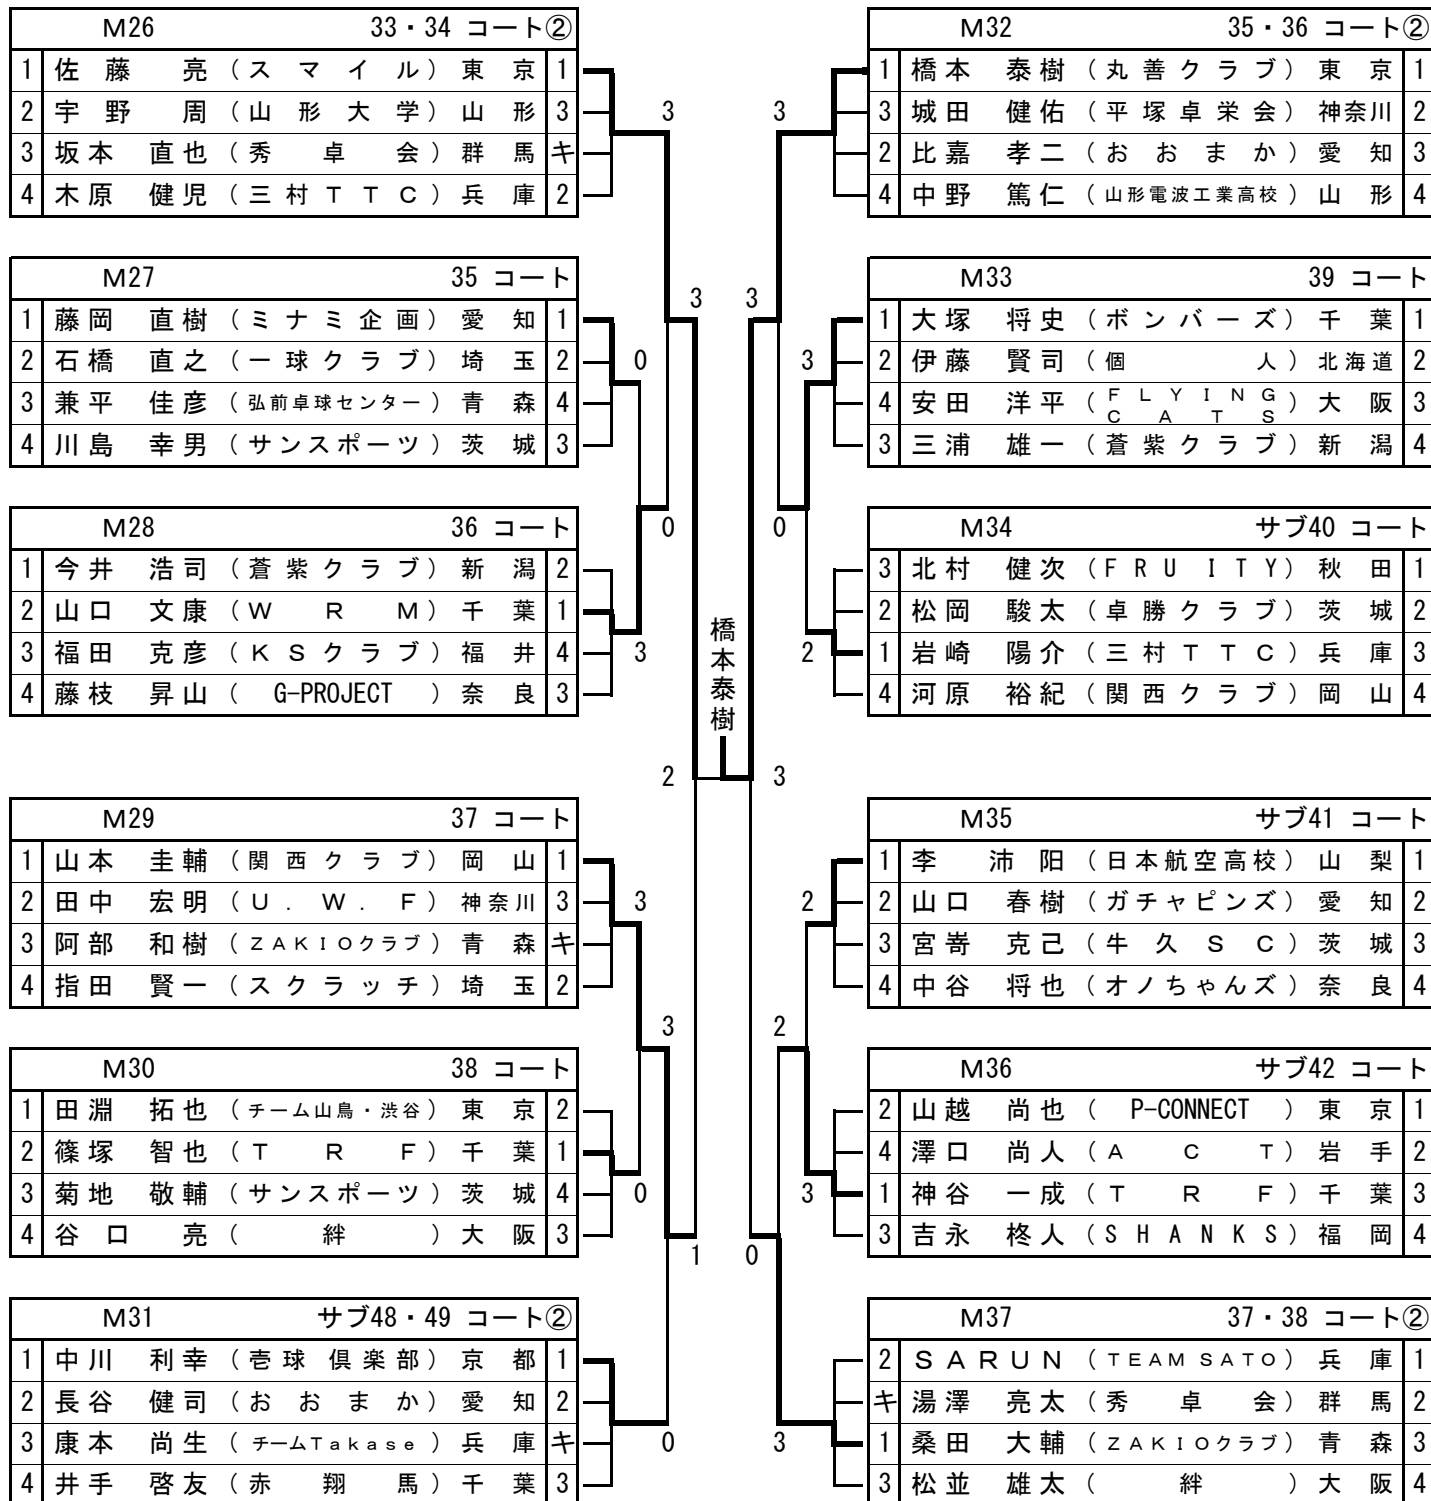 M26 33・34 コート②
1 佐藤 亮 (スマイル) 東京 1
2 宇野 周 (山形大学) 山形 3
3 坂本 直也 (秀卓会) 群馬 キ
4 木原 健児 (三村TTC) 兵庫 2
3
M27 35 コート
1 藤岡 直樹 (ミナミ企画) 愛知 1
2 石橋 直之 (一球クラブ) 埼玉 2
3 兼平 佳彦 (弘前卓球センター) 青森 4
4 川島 幸男 (サンスポーツ) 茨城 3
3
0
M28 36 コート
1 今井 浩司 (蒼紫クラブ) 新潟 2
2 山口 文康 (WRM) 千葉 1
3 福田 克彦 (KSクラブ) 福井 4
4 藤枝 昇山 (G-PROJECT) 奈良 3
0
3
2
M29 37 コート
1 山本 圭輔 (関西クラブ) 岡山 1
2 田中 宏明 (U.W.F) 神奈川 3
3 阿部 和樹 (ZAKIOクラブ) 青森 キ
4 指田 賢一 (スクラッチ) 埼玉 2
3
3
M30 38 コート
1 田淵 拓也 (チーム山鳥・渋谷) 東京 2
2 篠塚 智也 (TRF) 千葉 1
3 菊地 敬輔 (サンスポーツ) 茨城 4
4 谷口 亮 (絆) 大阪 3
0
1
M31 サブ48・49 コート②
1 中川 利幸 (壱球倶楽部) 京都 1
2 長谷 健司 (おおまか) 愛知 2
3 康本 尚生 (チームTakase) 兵庫 キ
4 井手 啓友 (赤翔馬) 千葉 3
0
橋本泰樹
M32 35・36 コート②
1 橋本 泰樹 (丸善クラブ) 東京 1
3 城田 健佑 (平塚卓栄会) 神奈川 2
2 比嘉 孝二 (おおまか) 愛知 3
4 中野 篤仁 (山形電波工業高校) 山形 4
3
M33 39 コート
1 大塚 将史 (ボンバーズ) 千葉 1
2 伊藤 賢司 (個人) 北海道 2
4 安田 洋平 (FLYING CATS) 大阪 3
3 三浦 雄一 (蒼紫クラブ) 新潟 4
3
3
M34 サブ40 コート
3 北村 健次 (FRUITY) 秋田 1
2 松岡 駿太 (卓勝クラブ) 茨城 2
1 岩崎 陽介 (三村TTC) 兵庫 3
4 河原 裕紀 (関西クラブ) 岡山 4
0
2
3
M35 サブ41 コート
1 李 沛阳 (日本航空高校) 山梨 1
2 山口 春樹 (ガチャピンズ) 愛知 2
3 宮嵜 克己 (牛久SC) 茨城 3
4 中谷 将也 (オノちゃんズ) 奈良 4
2
2
M36 サブ42 コート
2 山越 尚也 (P-CONNECT) 東京 1
4 澤口 尚人 (ACT) 岩手 2
1 神谷 一成 (TRF) 千葉 3
3 吉永 柊人 (SHANKS) 福岡 4
3
0
M37 37・38 コート②
2 SARUN (TEAM SATO) 兵庫 1
キ 湯澤 亮太 (秀卓会) 群馬 2
1 桑田 大輔 (ZAKIOクラブ) 青森 3
3 松並 雄太 (絆) 大阪 4
3